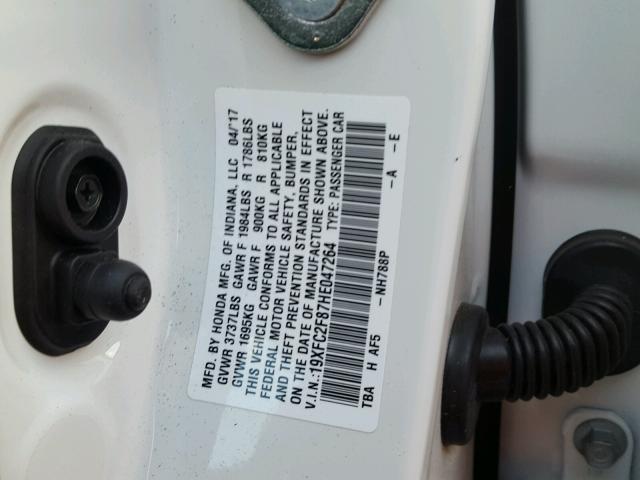 MFD. BY HONDA MFG. OF INDIANA, LLC 04/'17
GVWR 3737LBS GAWR F 1984LBS R 1786LBS
GVWR 1695KG GAWR F 900KG R 810KG
THIS VEHICLE CONFORMS TO ALL APPLICABLE
FEDERAL MOTOR VEHICLE SAFETY, BUMPER,
AND THEFT PREVENTION STANDARDS IN EFFECT
ON THE DATE OF MANUFACTURE SHOWN ABOVE.
V.I.N.:19XFC2F87HE047264 TYPE: PASSENGER CAR
TBA H AF5 -NH788P -A -E